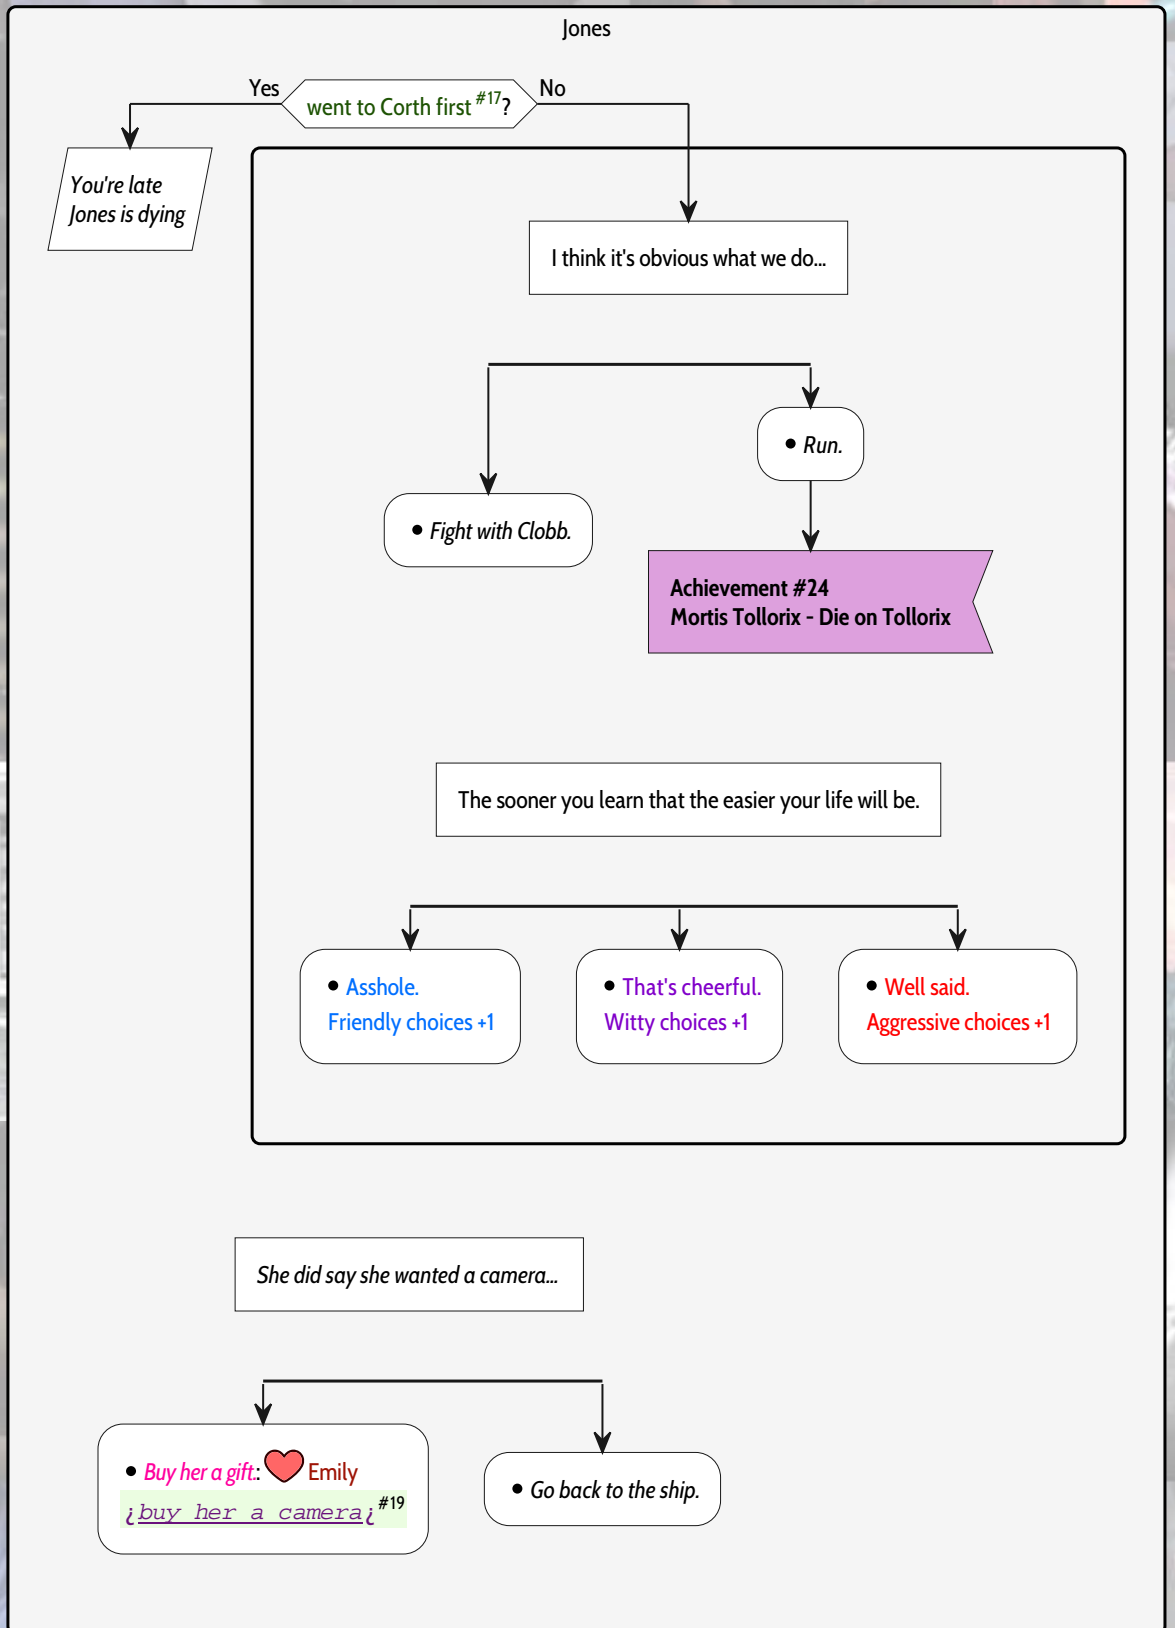 Jones
Yes
went to Corth first #17?
No
You're late
Jones is dying
I think it's obvious what we do...
• Run.
• Fight with Clobb.
Achievement #24
Mortis Tollorix - Die on Tollorix
The sooner you learn that the easier your life will be.
• Asshole.
Friendly choices +1
• That's cheerful.
Witty choices +1
• Well said.
Aggressive choices +1
She did say she wanted a camera...
• Buy her a gift.: Emily
¿buy her a camera¿#19
• Go back to the ship.